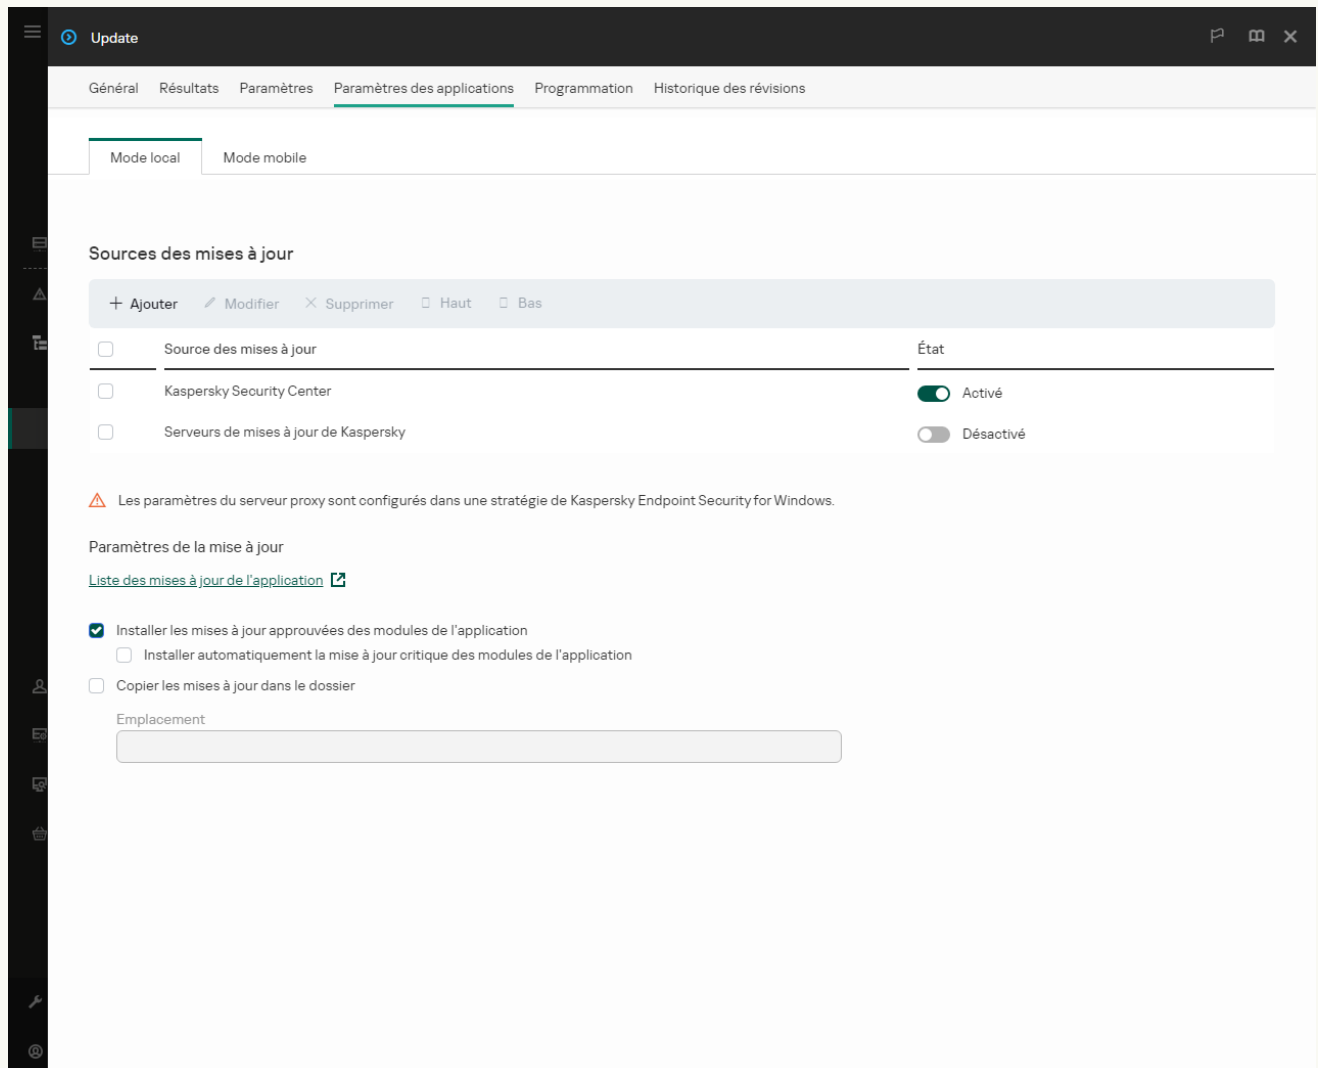 Update
Général Résultats Paramètres Paramètres des applications Programmation Historique des révisions
Mode local Mode mobile
Sources des mises à jour
Ajouter Modifier Supprimer Haut Bas
Source des mises à jour État
Kaspersky Security Center Activé
Serveurs de mises à jour de Kaspersky Désactivé
Les paramètres du serveur proxy sont configurés dans une stratégie de Kaspersky Endpoint Security for Windows.
Paramètres de la mise à jour
Liste des mises à jour de l'application
Installer les mises à jour approuvées des modules de l'application
Installer automatiquement la mise à jour critique des modules de l'application
Copier les mises à jour dans le dossier
Emplacement